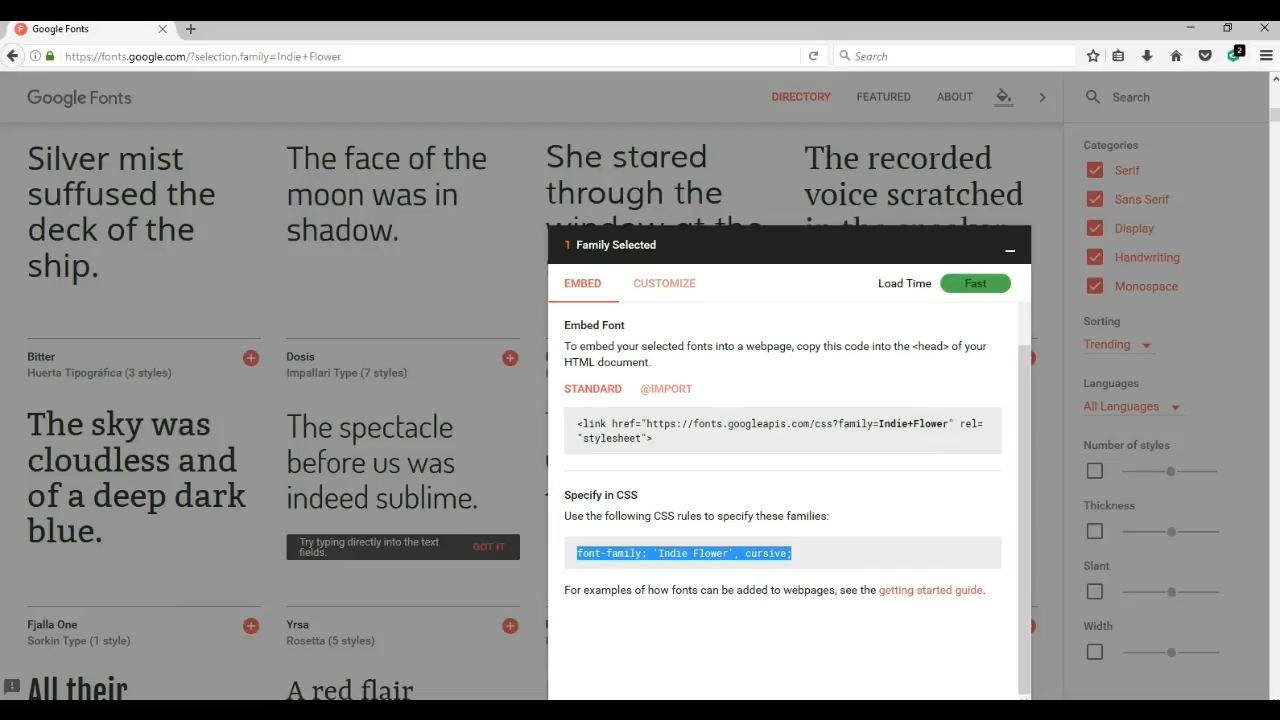 Google Fonts
https://fonts.google.com/?selection.family=Indie+Flower
Search
2
Google Fonts
DIRECTORY
FEATURED
ABOUT
Search
Silver mist
suffused the
deck of the
ship.
The face of the
moon was in
shadow.
She stared
through the
window at the
The recorded
voice scratched
in the speaker
Bitter
Huerta Tipográfica (3 styles)
Dosis
Impallari Type (7 styles)
The sky was
cloudless and
of a deep dark
blue.
The spectacle
before us was
indeed sublime.
Try typing directly into the text
fields.
GOT IT
Fjalla One
Sorkin Type (1 style)
Yrsa
Rosetta (5 styles)
All their
A red flair
1 Family Selected
EMBED
CUSTOMIZE
Load Time
Fast
Embed Font
To embed your selected fonts into a webpage, copy this code into the <head> of your
HTML document.
STANDARD
@IMPORT
<link href="https://fonts.googleapis.com/css?family=Indie+Flower" rel=
"stylesheet">
Specify in CSS
Use the following CSS rules to specify these families:
font-family: 'Indie Flower', cursive;
For examples of how fonts can be added to webpages, see the getting started guide.
Categories
Serif
Sans Serif
Display
Handwriting
Monospace
Sorting
Trending
Languages
All Languages
Number of styles
Thickness
Slant
Width